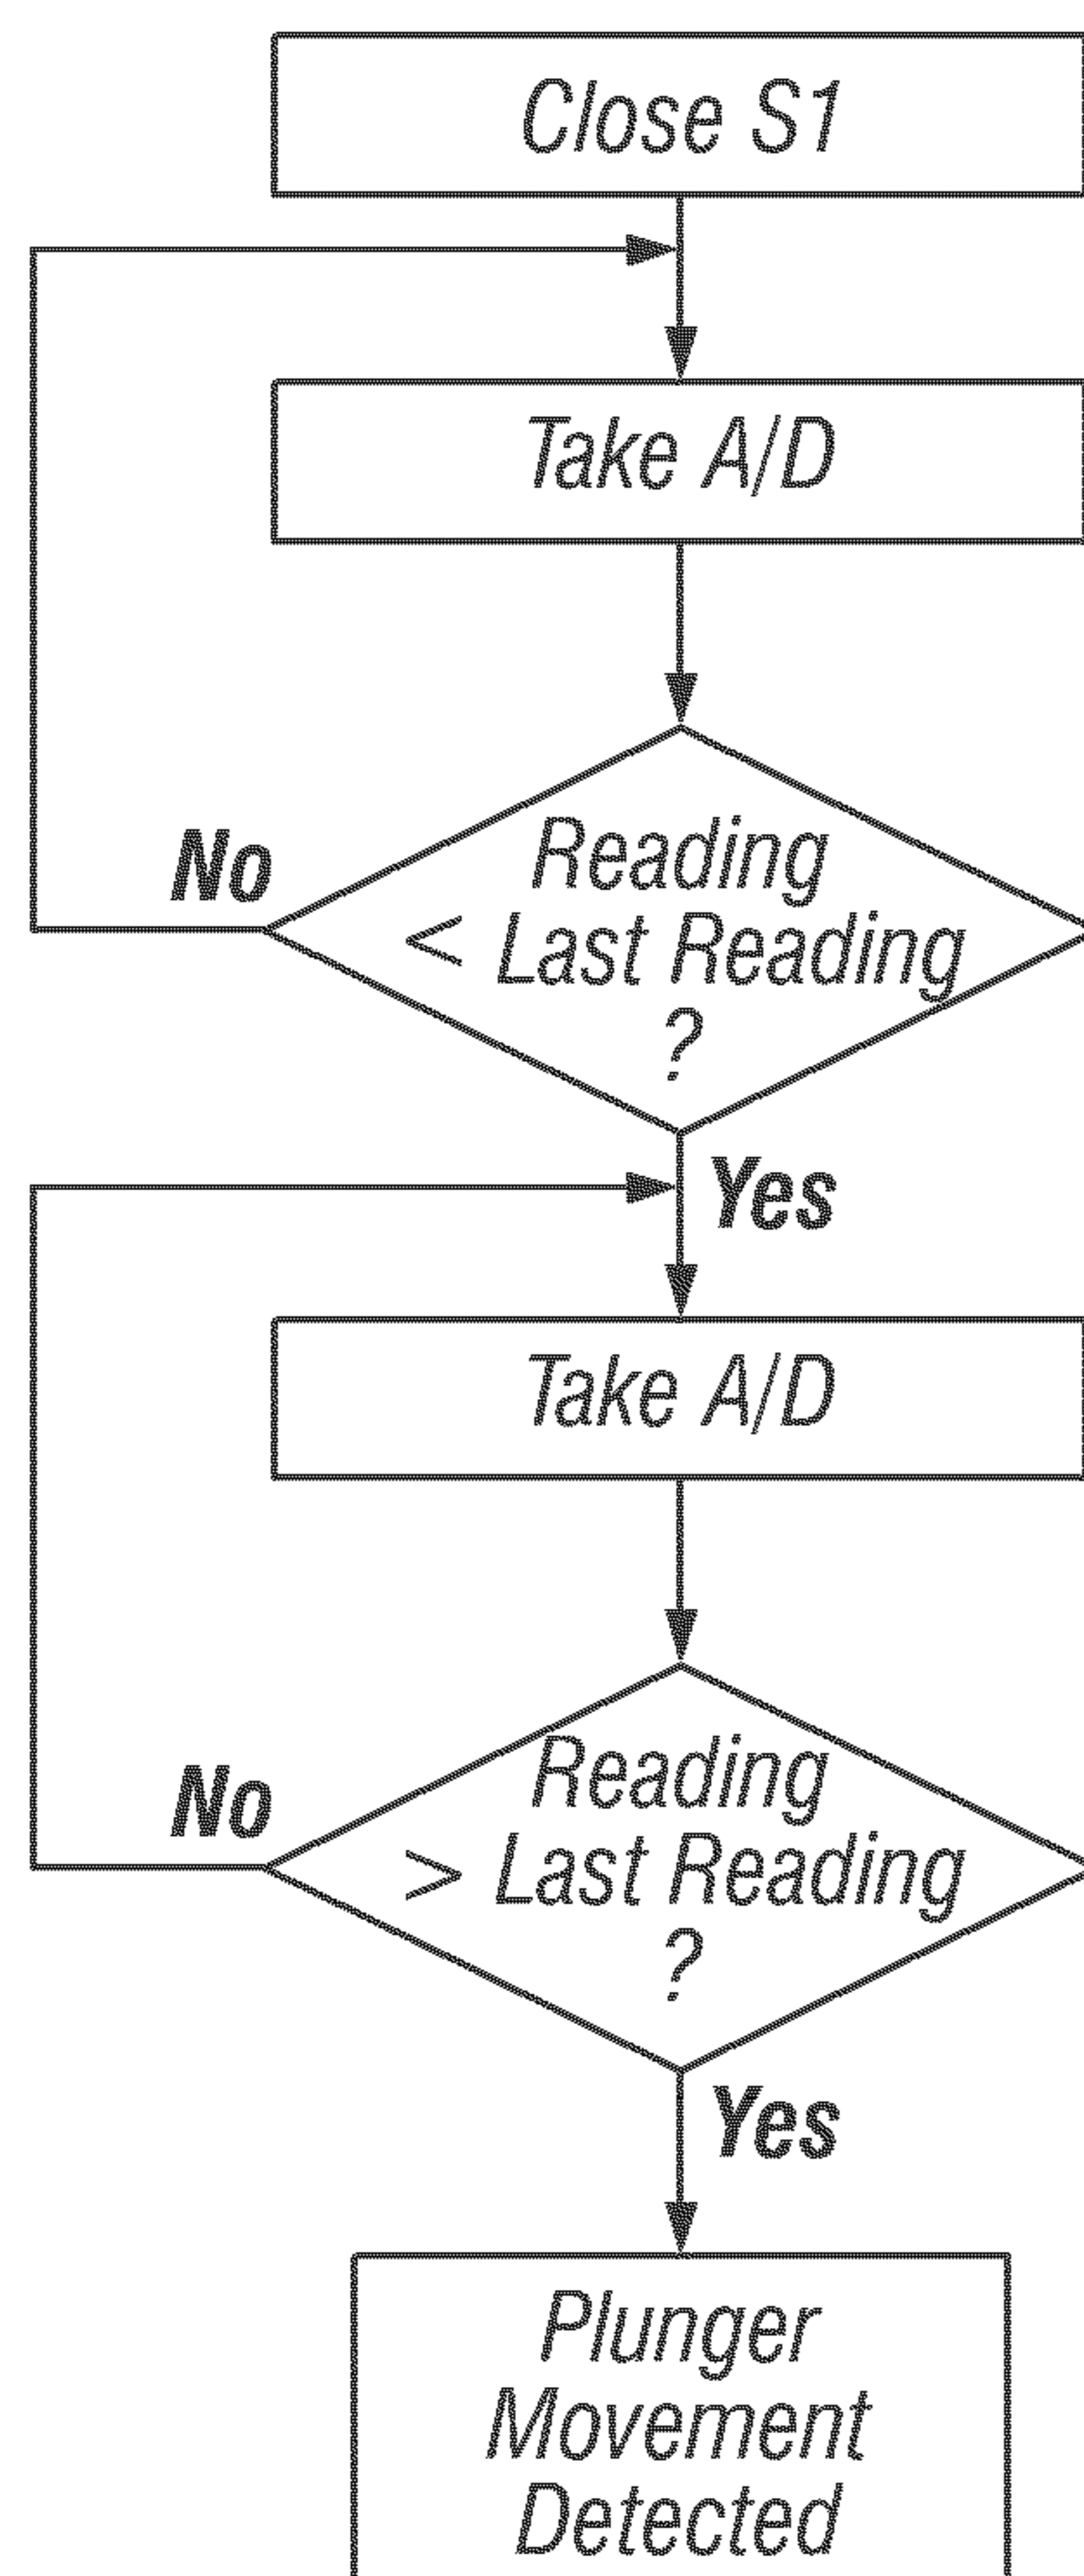 Close S1
Take A/D
Reading
< Last Reading
?
No
Yes
Take A/D
Reading
> Last Reading
?
No
Yes
Plunger
Movement
Detected